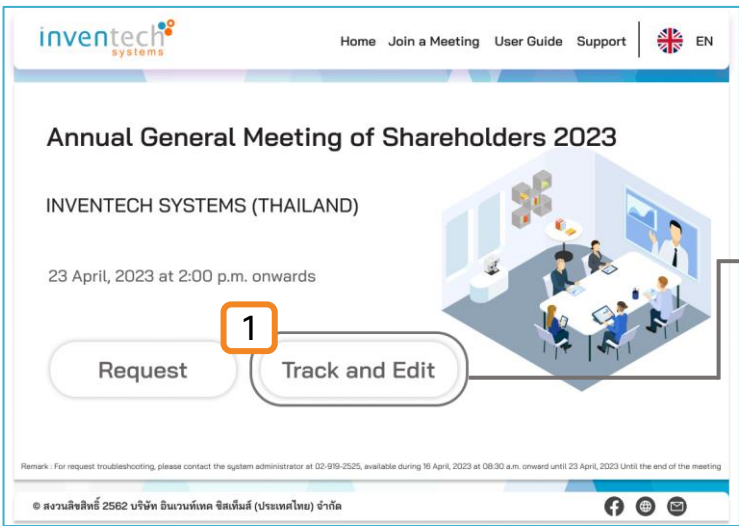 inventech
systems
Home Join a Meeting User Guide Support EN
Annual General Meeting of Shareholders 2023
INVENTECH SYSTEMS (THAILAND)
23 April, 2023 at 2:00 p.m. onwards
1
Request Track and Edit
Remark : For request troubleshooting, please contact the system administrator at 02-919-2525, available during 16 April, 2023 at 08:30 a.m. onward until 23 April, 2023 Until the end of the meeting
© สงวนลิขสิทธิ์ 2562 บริษัท อินเวนท์เทค ซิสเท็มส์ (ประเทศไทย) จำกัด